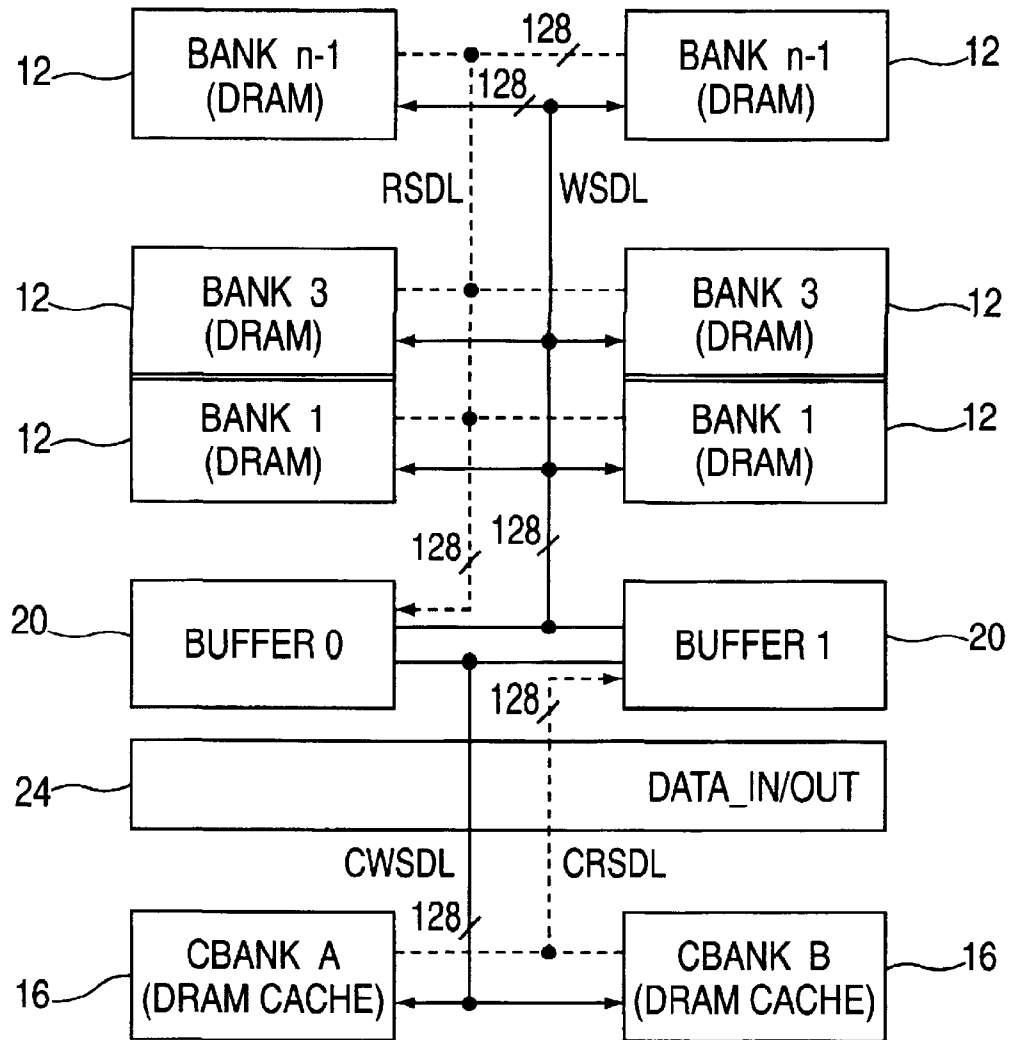 128
12 BANK n-1 (DRAM) BANK n-1 (DRAM) 12
128
RSDL WSDL
12 BANK 3 (DRAM) BANK 3 (DRAM) 12
12 BANK 1 (DRAM) BANK 1 (DRAM) 12
128 128
20 BUFFER 0 BUFFER 1 20
128
24 DATA_IN/OUT
CWSDL CRSDL
128
16 CBANK A (DRAM CACHE) CBANK B (DRAM CACHE) 16